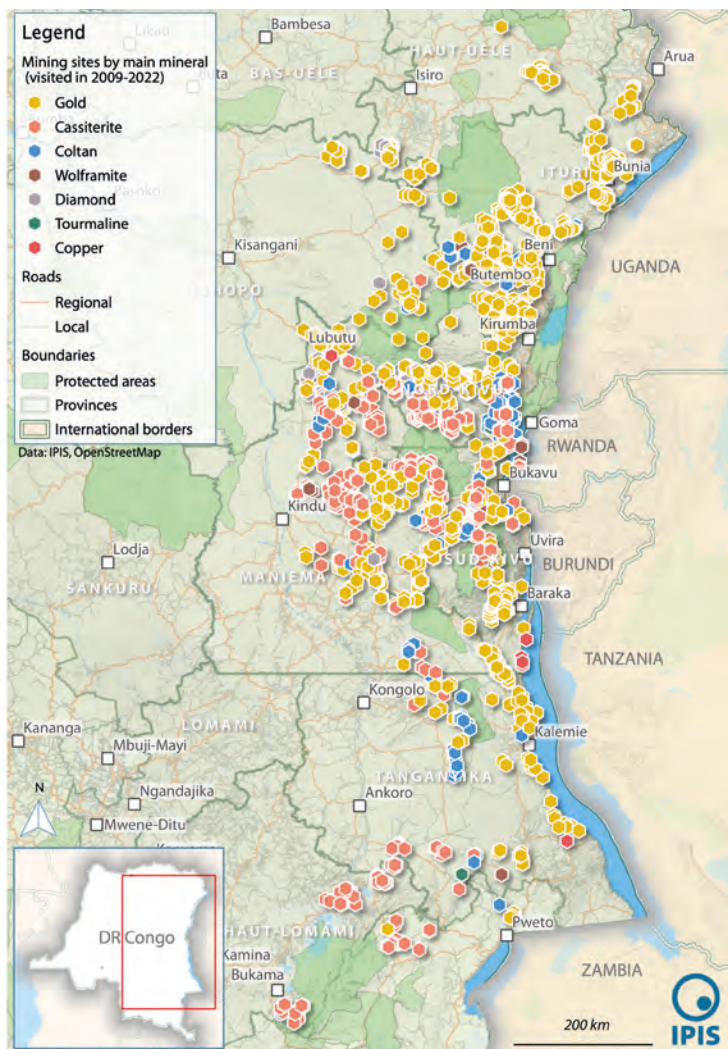 Legend
Mining sites by main mineral
(visited in 2009-2022)
Gold
Cassiterite
Coltan
Wolframite
Diamond
Tourmaline
Copper
Roads
Regional
Local
Boundaries
Protected areas
Provinces
International borders
Data: IPIS, OpenStreetMap
Bambesa
HAUT-UELE
Arua
BAS-UELE
Isiro
Bunia
ITURI
Kisangani
Beni
UGANDA
Butembo
Kirumba
Lubutu
Goma
RWANDA
Bukavu
Kindu
Uvira
Lodja
SUD-KIVU
BURUNDI
SANKURU
MANIEMA
Baraka
TANZANIA
Kongolo
Kananga
LOMAMI
Kalemie
Mbuji-Mayi
TANGANYIKA
Ngandajika
Ankoro
N
Mwene-Ditu
DR Congo
HAUT-LOMAMI
Pweto
Kamina
Bukama
ZAMBIA
200 km
IPIS